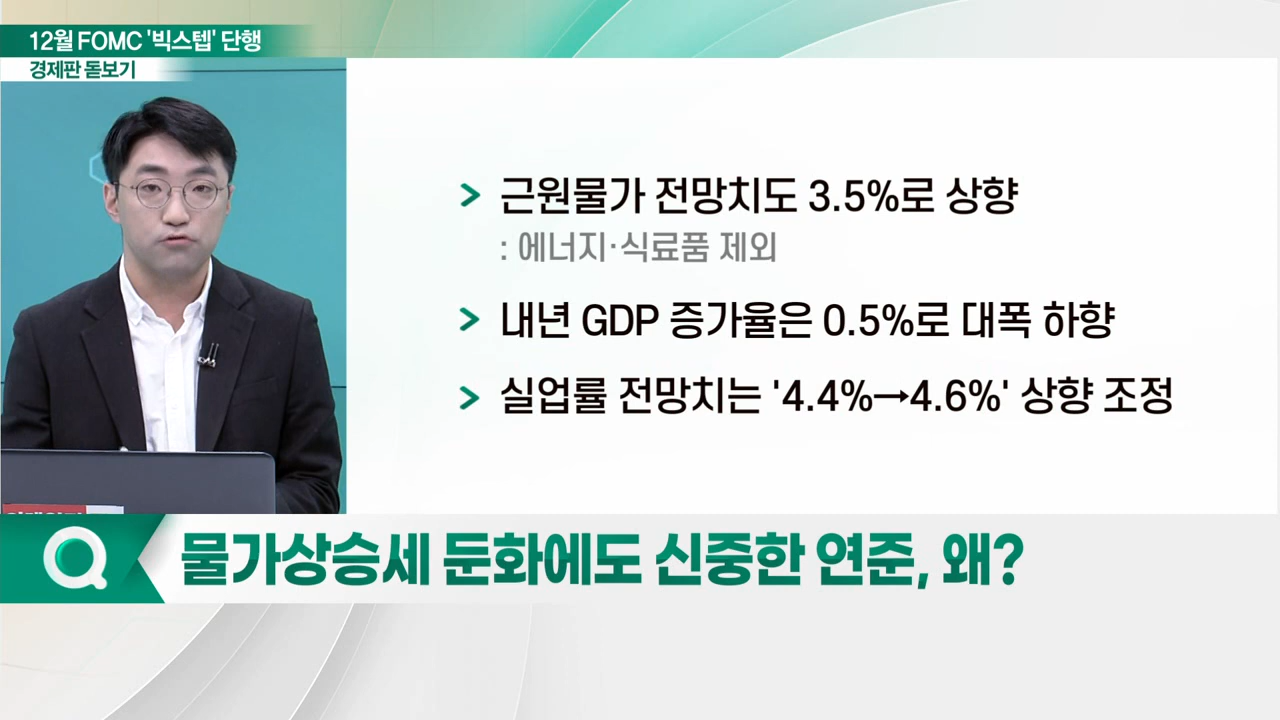 12월 FOMC '빅스텝' 단행
경제판 돋보기
> 근원물가 전망치도 3.5%로 상향
: 에너지·식료품 제외
> 내년 GDP 증가율은 0.5%로 대폭 하향
> 실업률 전망치는 '4.4%→4.6%' 상향 조정
Q 물가상승세 둔화에도 신중한 연준, 왜?